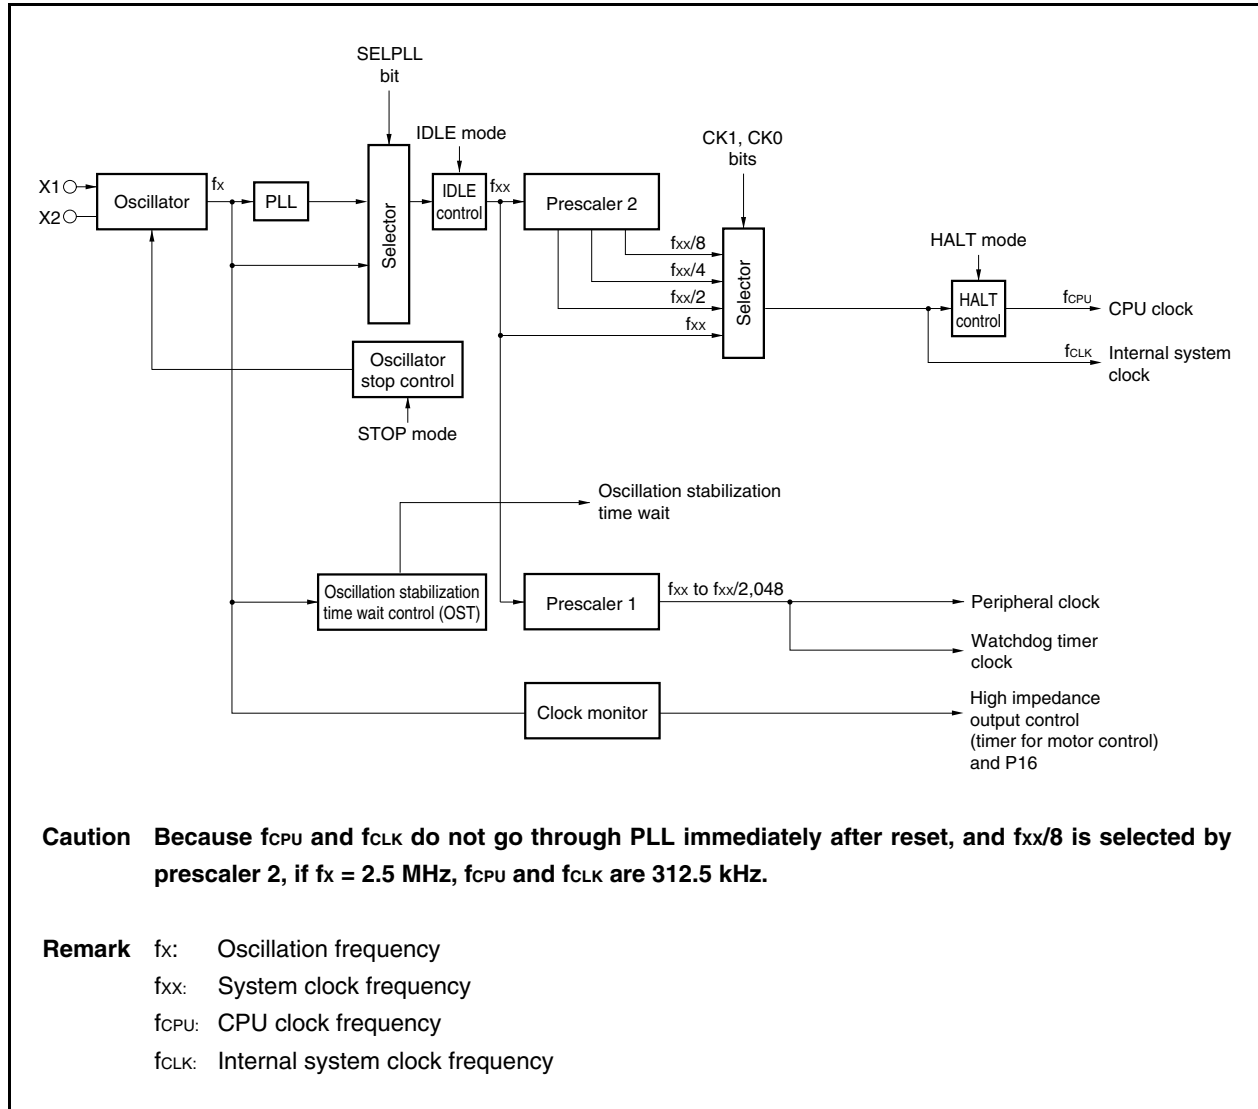 SELPLL
bit
IDLE mode
CK1, CK0
bits
X1
X2
Oscillator
fX
PLL
Selector
IDLE
control
fXX
Prescaler 2
fXX/8
fXX/4
fXX/2
fXX
Selector
HALT mode
HALT
control
fCPU
CPU clock
fCLK
Internal system
clock
Oscillator
stop control
STOP mode
Oscillation stabilization
time wait
Oscillation stabilization
time wait control (OST)
Prescaler 1
fXX to fXX/2,048
Peripheral clock
Watchdog timer
clock
Clock monitor
High impedance
output control
(timer for motor control)
and P16
Caution Because fCPU and fCLK do not go through PLL immediately after reset, and fXX/8 is selected by
prescaler 2, if fX = 2.5 MHz, fCPU and fCLK are 312.5 kHz.
Remark fX: Oscillation frequency
fXX: System clock frequency
fCPU: CPU clock frequency
fCLK: Internal system clock frequency